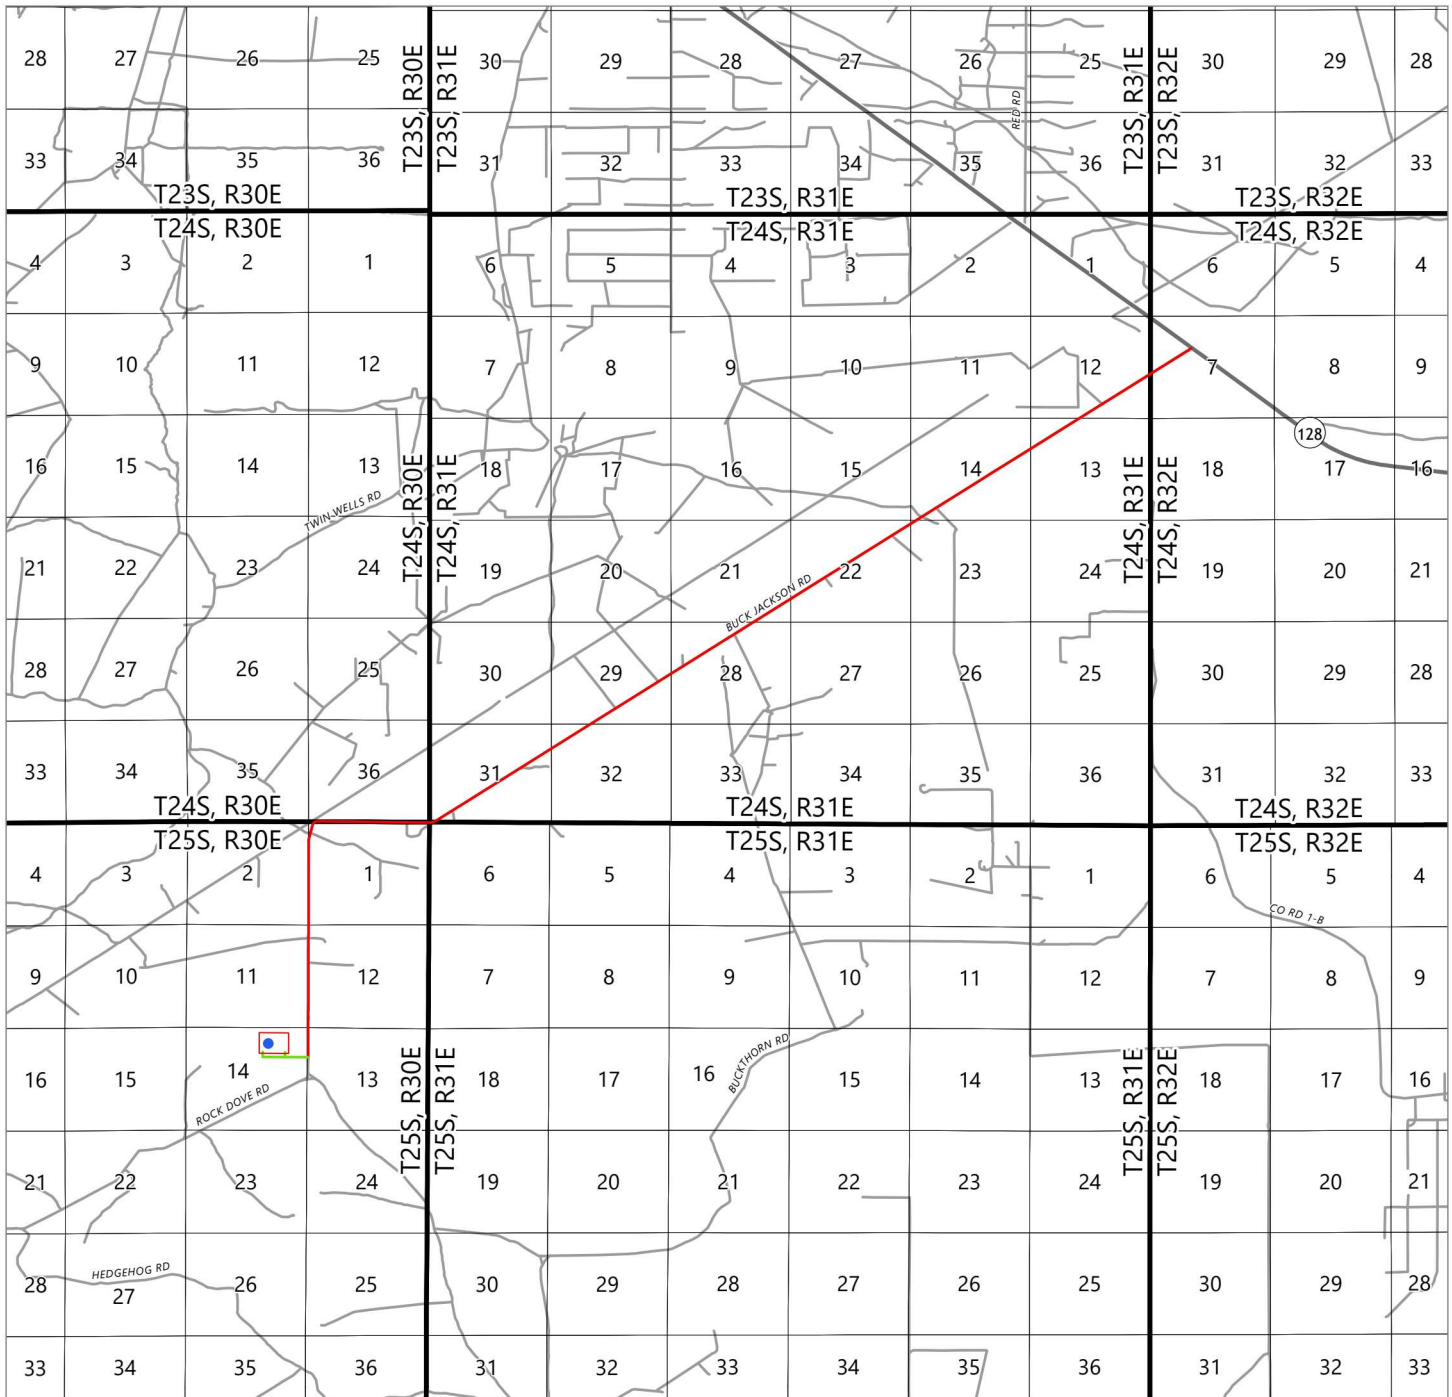 28 27 26 25 30 29 28 27 26 25 30 29 28
T23S, R30E
T23S, R31E
RED RD
T23S, R31E
T23S, R32E
33 34 35 36 31 32 33 34 35 36 31 32 33
T23S, R30E T23S, R31E T23S, R32E
T24S, R30E T24S, R31E T24S, R32E
4 3 2 1 6 5 4 3 2 1 6 5 4
9 10 11 12 7 8 9 10 11 12 7 8 9
128
16 15 14 13 18 17 16 15 14 13 18 17 16
TWIN WELLS RD
T24S, R30E
T24S, R31E
T24S, R31E
T24S, R32E
21 22 23 24 19 20 21 22 23 24 19 20 21
BUCK JACKSON RD
28 27 26 25 30 29 28 27 26 25 30 29 28
33 34 35 36 31 32 33 34 35 36 31 32 33
T24S, R30E T24S, R31E T24S, R32E
T25S, R30E T25S, R31E T25S, R32E
4 3 2 1 6 5 4 3 2 1 6 5 4
CO RD 1-B
9 10 11 12 7 8 9 10 11 12 7 8 9
16 15 14 13 18 17 16 15 14 13 18 17 16
ROCK DOVE RD
BUCKTHORN RD
T25S, R30E
T25S, R31E
T25S, R31E
T25S, R32E
21 22 23 24 19 20 21 22 23 24 19 20 21
HEDGEHOG RD
28 27 26 25 30 29 28 27 26 25 30 29 28
33 34 35 36 31 32 33 34 35 36 31 32 33